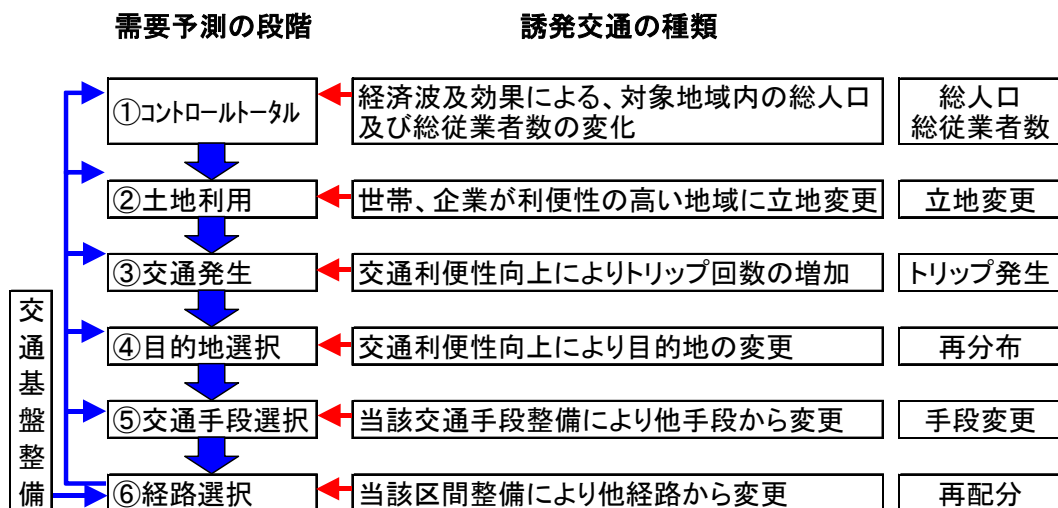 需要予測の段階
誘発交通の種類
①コントロールトータル
経済波及効果による、対象地域内の総人口
及び総従業者数の変化
総人口
総従業者数
②土地利用
世帯、企業が利便性の高い地域に立地変更
立地変更
③交通発生
交通利便性向上によりトリップ回数の増加
トリップ発生
④目的地選択
交通利便性向上により目的地の変更
再分布
⑤交通手段選択
当該交通手段整備により他手段から変更
手段変更
⑥経路選択
当該区間整備により他経路から変更
再配分
交通基盤整備